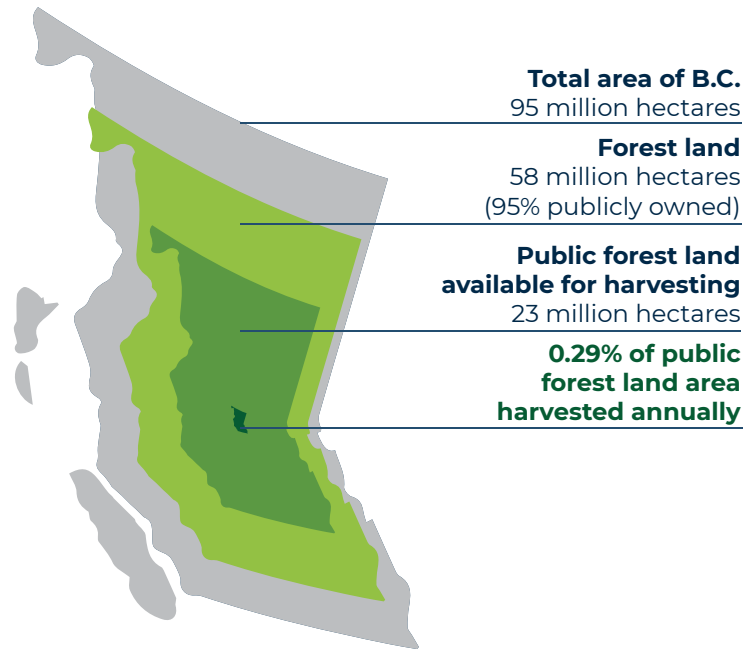 Total area of B.C.
95 million hectares
Forest land
58 million hectares
(95% publicly owned)
Public forest land
available for harvesting
23 million hectares
0.29% of public
forest land area
harvested annually